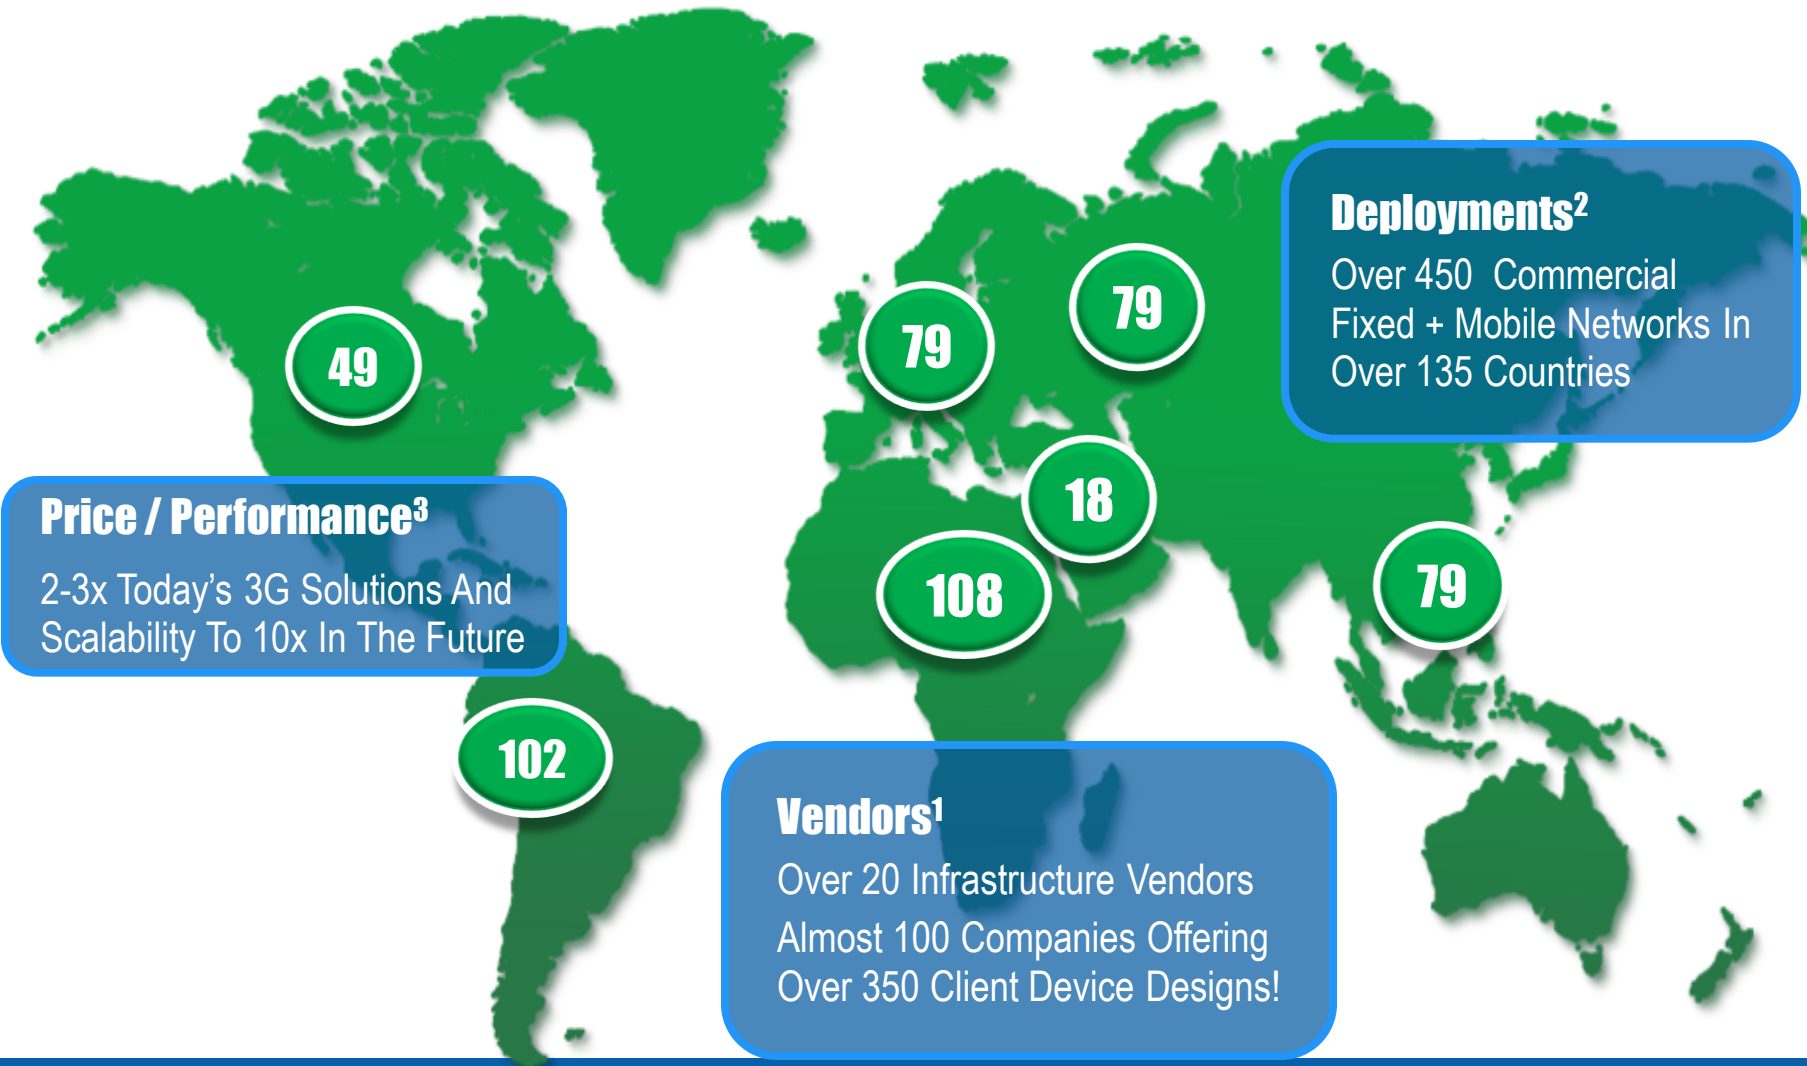 Deployments²
Over 450 Commercial
Fixed + Mobile Networks In
Over 135 Countries
49
79
79
18
108
79
102
Price / Performance³
2-3x Today’s 3G Solutions And
Scalability To 10x In The Future
Vendors¹
Over 20 Infrastructure Vendors
Almost 100 Companies Offering
Over 350 Client Device Designs!